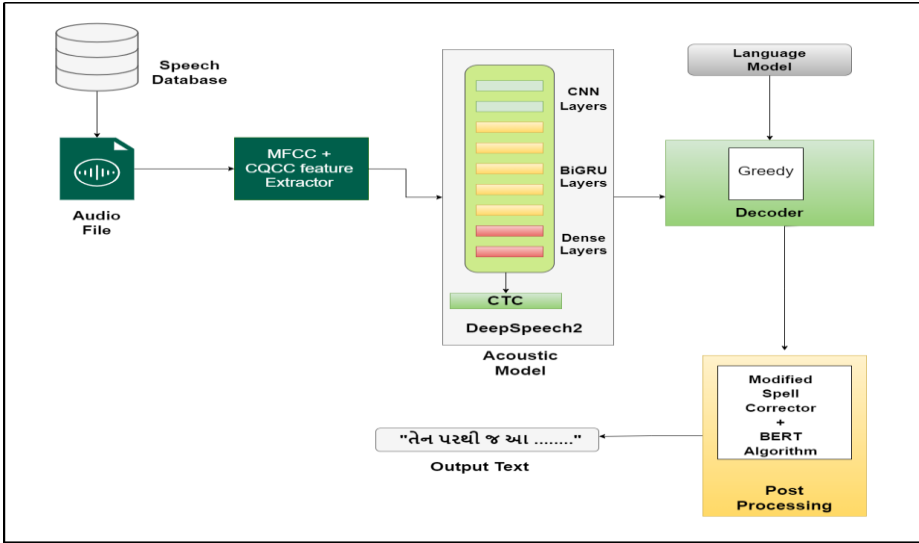 Speech
Database
Audio
File
MFCC +
CQCC feature
Extractor
CNN
Layers
BiGRU
Layers
Dense
Layers
CTC
DeepSpeech2
Acoustic
Model
Language
Model
Greedy
Decoder
Modified
Spell
Corrector
+
BERT
Algorithm
Post
Processing
"તેન પરથી જ આ ........"
Output Text